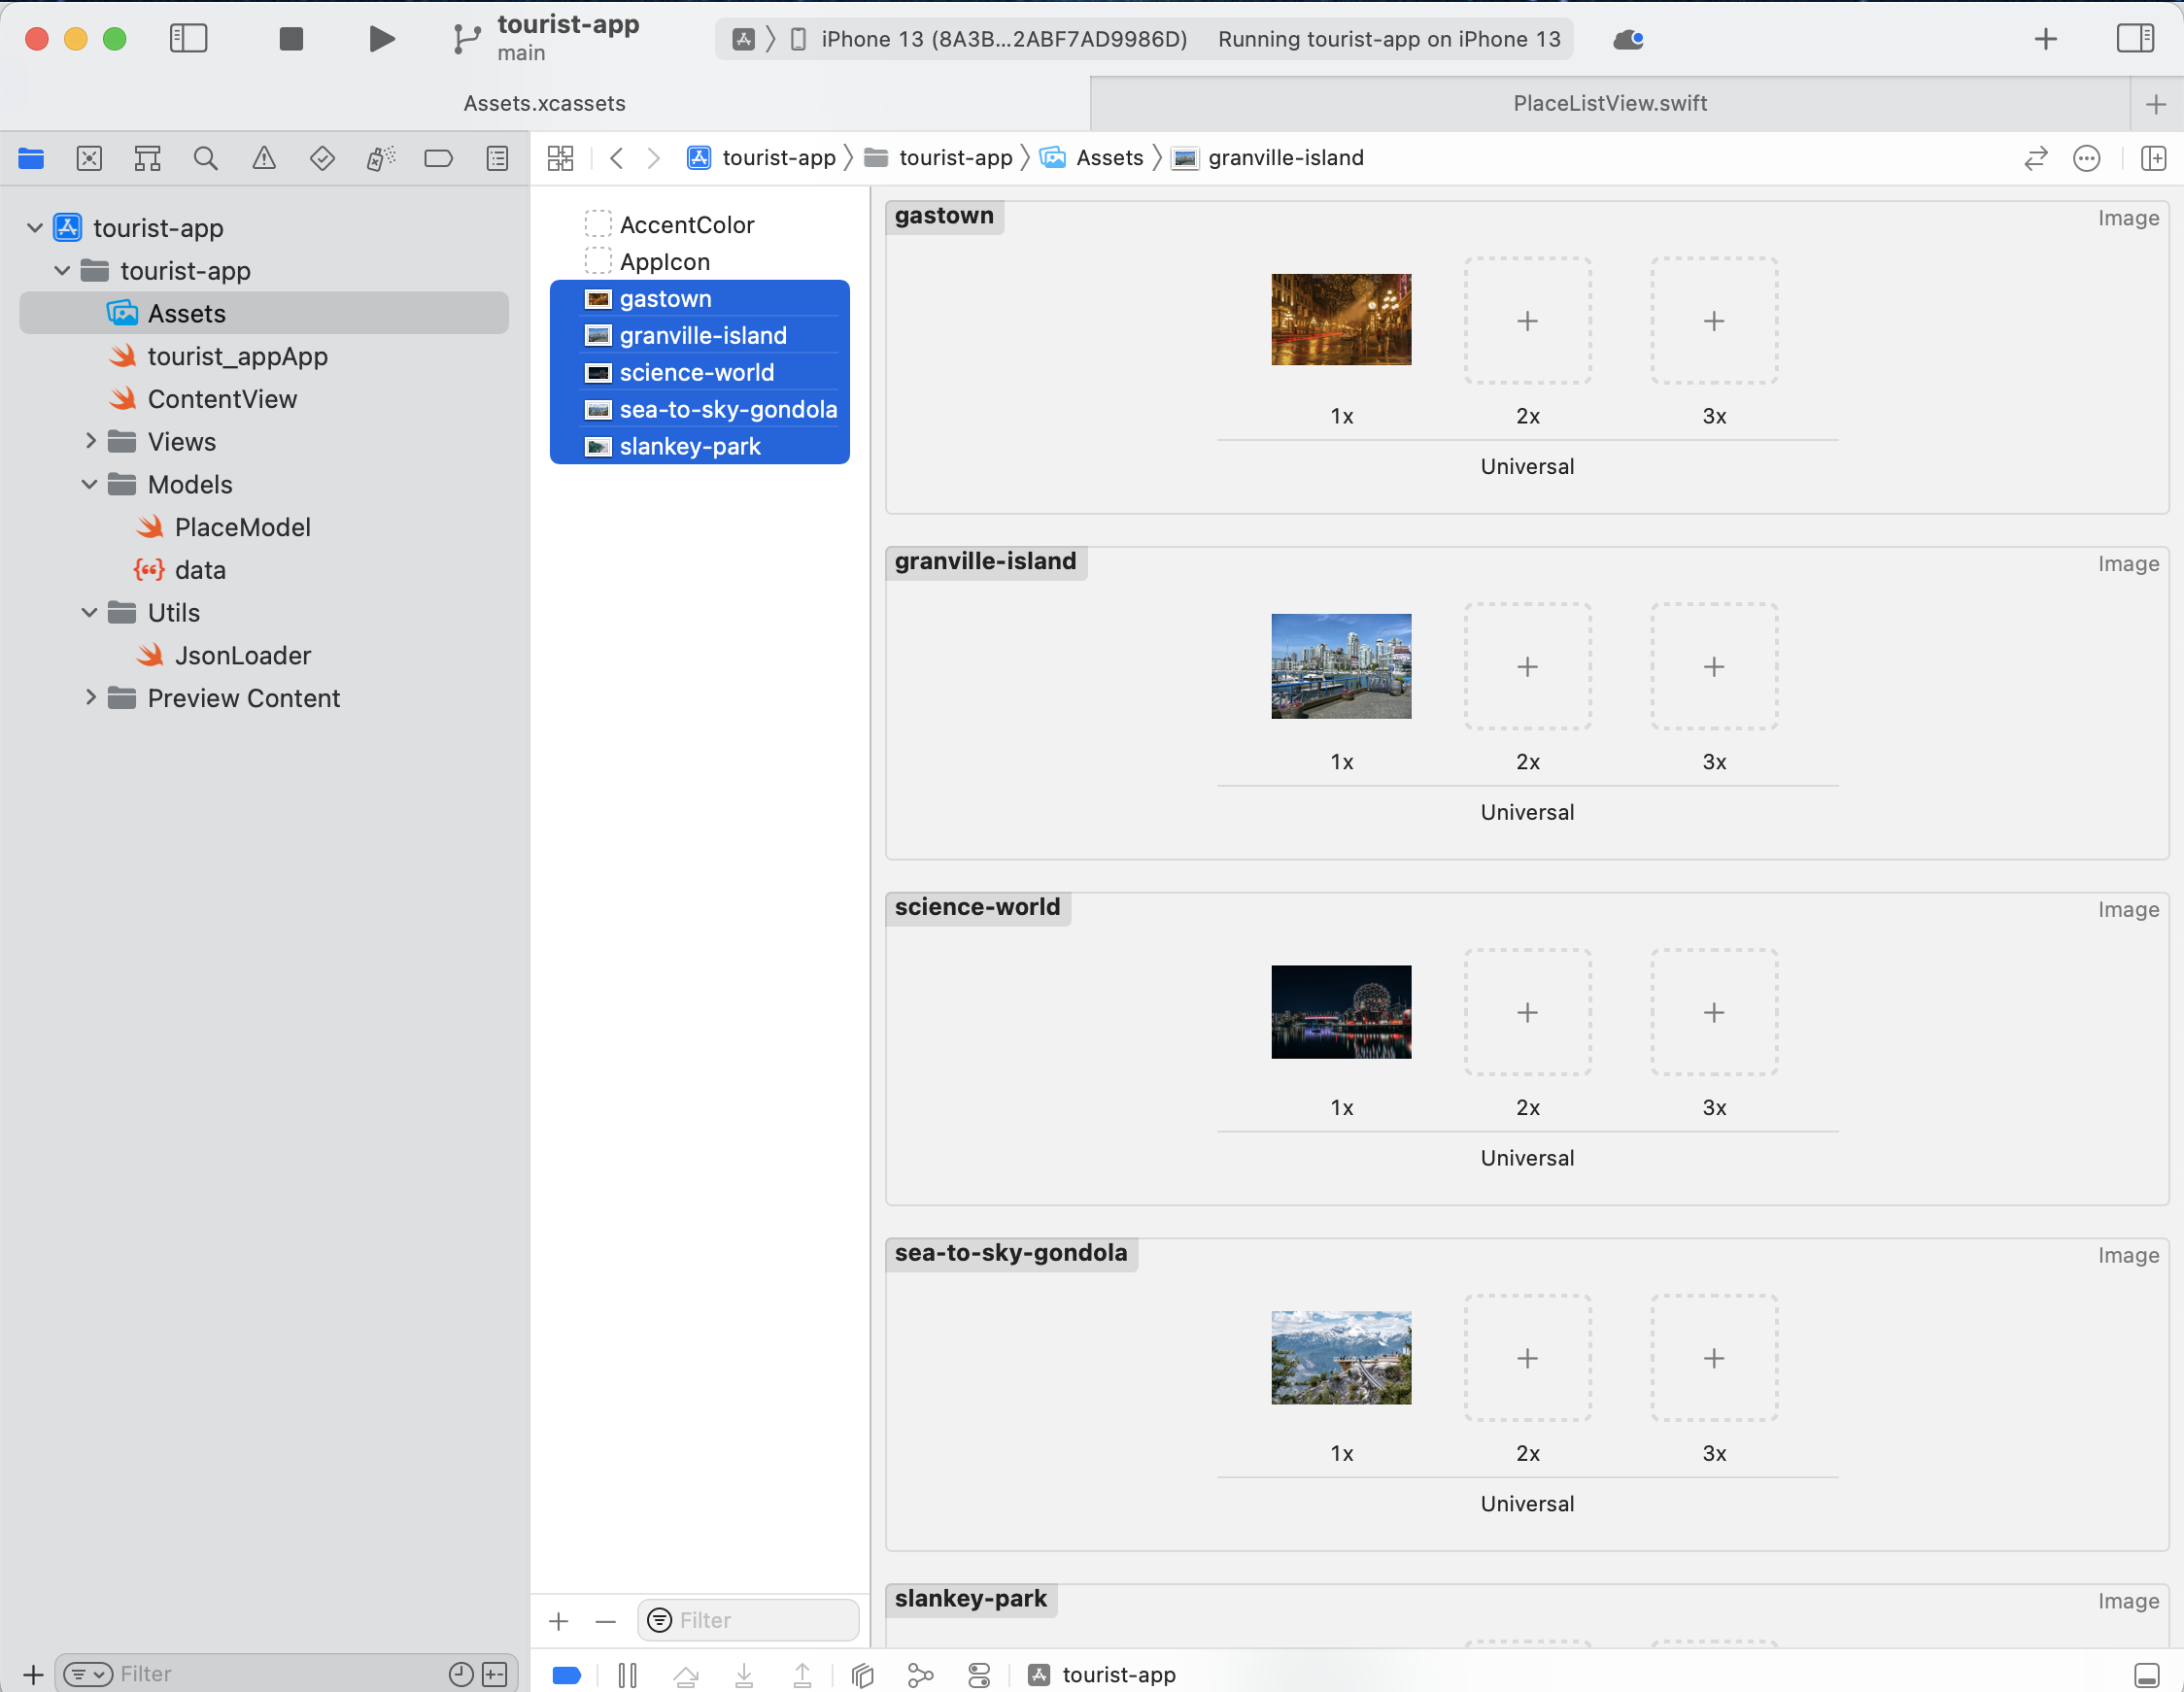 tourist-app
main
iPhone 13 (8A3B...2ABF7AD9986D) Running tourist-app on iPhone 13
Assets.xcassets
PlaceListView.swift
tourist-app
tourist-app
Assets
granville-island
tourist-app
tourist-app
Assets
tourist_appApp
ContentView
Views
Models
PlaceModel
data
Utils
JsonLoader
Preview Content
Filter
AccentColor
AppIcon
gastown
granville-island
science-world
sea-to-sky-gondola
slankey-park
Filter
gastown
Image
1x 2x 3x
Universal
granville-island
Image
1x 2x 3x
Universal
science-world
Image
1x 2x 3x
Universal
sea-to-sky-gondola
Image
1x 2x 3x
Universal
slankey-park
Image
tourist-app